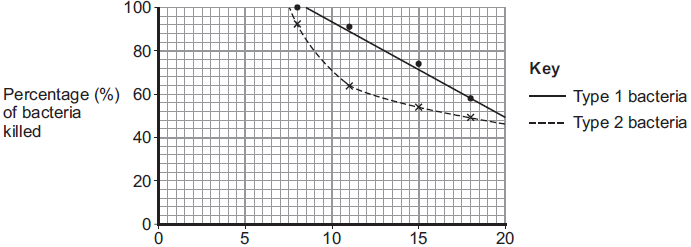 100
80
60
40
20
0
Percentage (%)
of bacteria
killed
0 5 10 15 20
Key
Type 1 bacteria
Type 2 bacteria